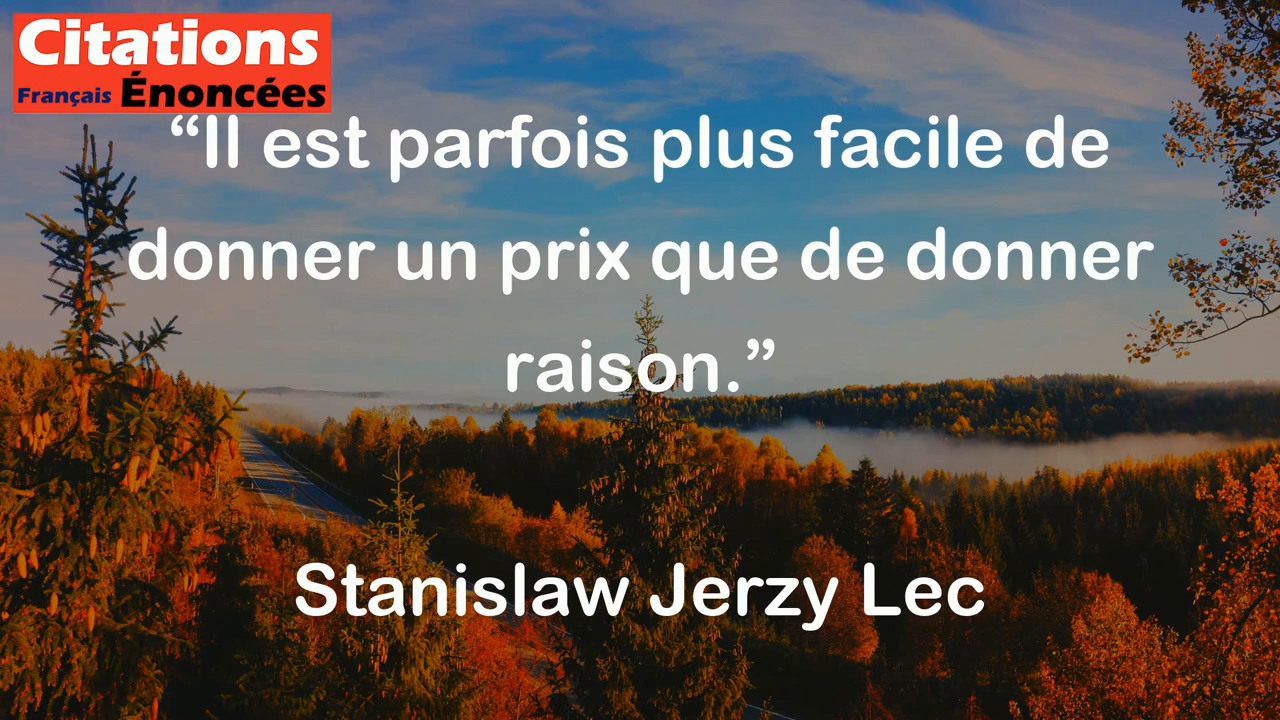 Citations
Français Énoncées
“Il est parfois plus facile de
donner un prix que de donner
raison.”
Stanislaw Jerzy Lec